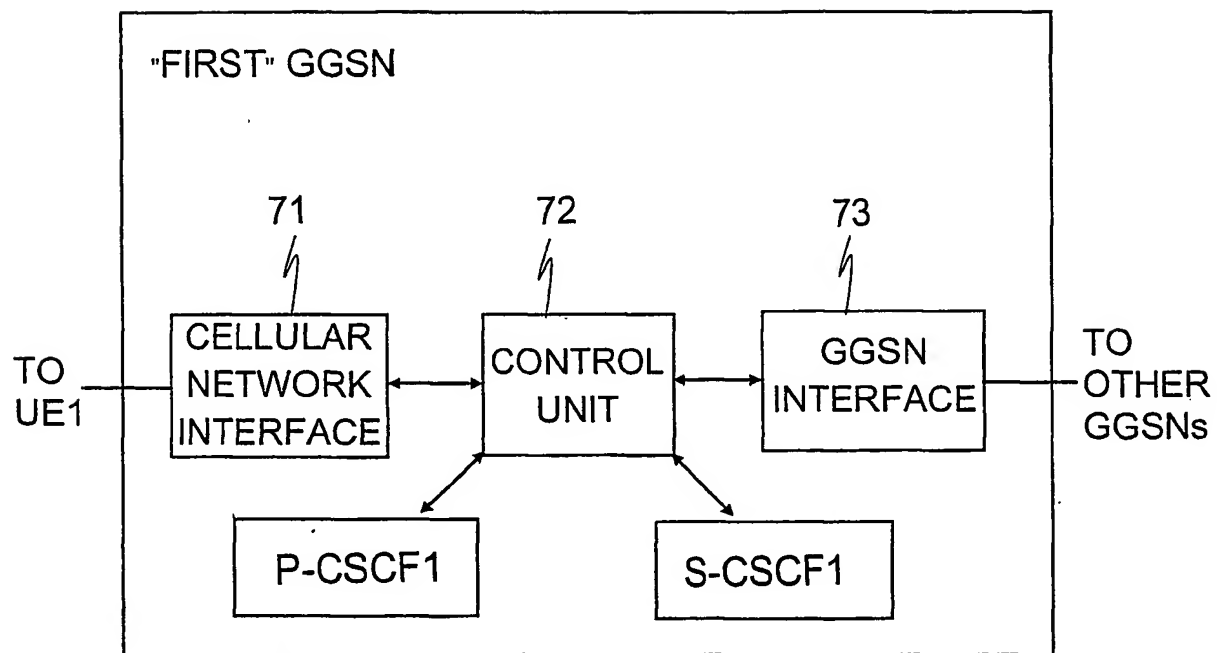 "FIRST" GGSN
71
72
73
CELLULAR
NETWORK
INTERFACE
CONTROL
UNIT
GGSN
INTERFACE
TO
UE1
TO
OTHER
GGSNs
P-CSCF1
S-CSCF1